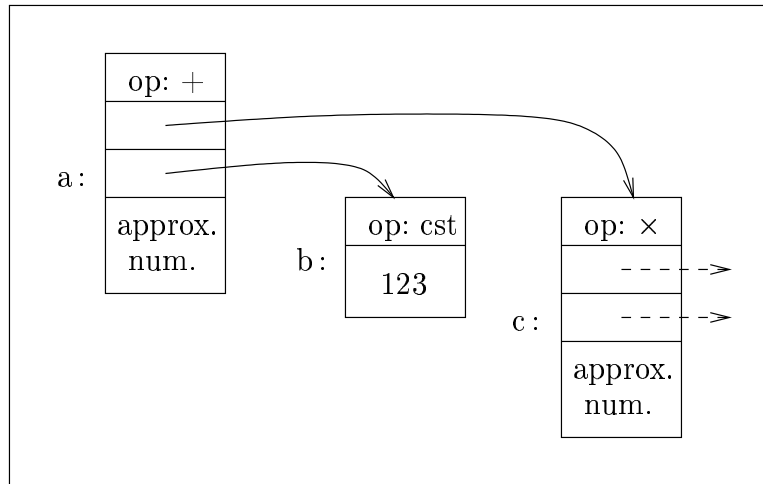 op: +
a:
approx.
num.
op: cst
b:
123
op: ×
c:
approx.
num.